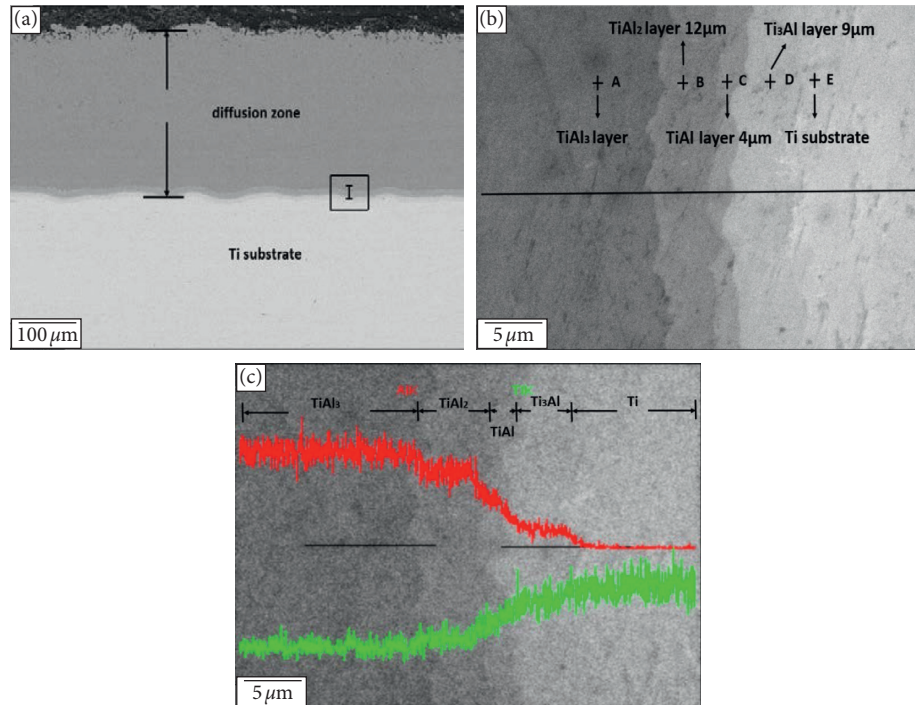 (a)
diffusion zone
I
Ti substrate
100 μm
(b)
TiAl₂ layer 12μm
Ti₃Al layer 9μm
A
B
C
D
E
TiAl₃ layer
TiAl layer 4μm
Ti substrate
5 μm
(c)
TiAl₃
TiAl₂
TiAl
Ti₃Al
Ti
5 μm